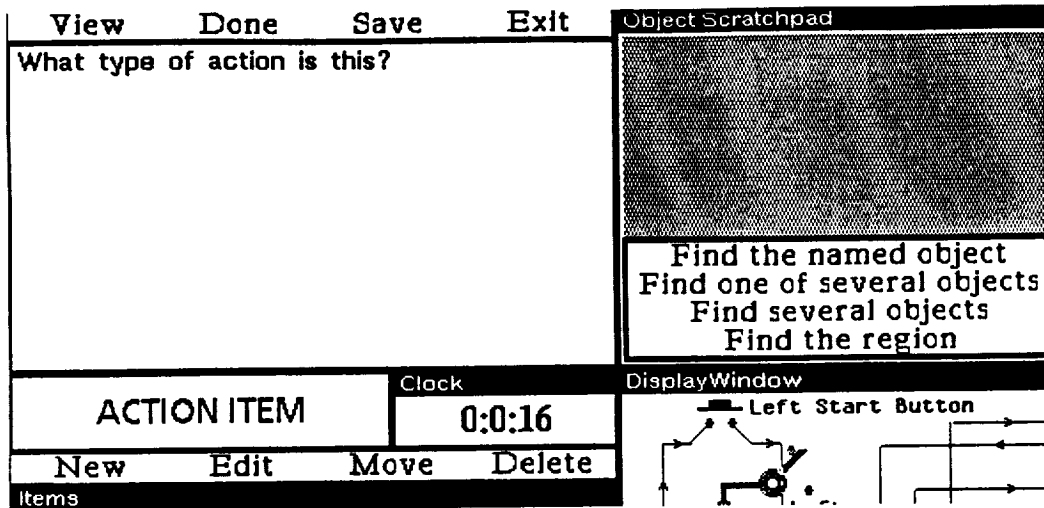 View Done Save Exit
What type of action is this?
Object Scratchpad
Find the named object
Find one of several objects
Find several objects
Find the region
ACTION ITEM
Clock
0:0:16
New Edit Move Delete
Items
DisplayWindow
Left Start Button